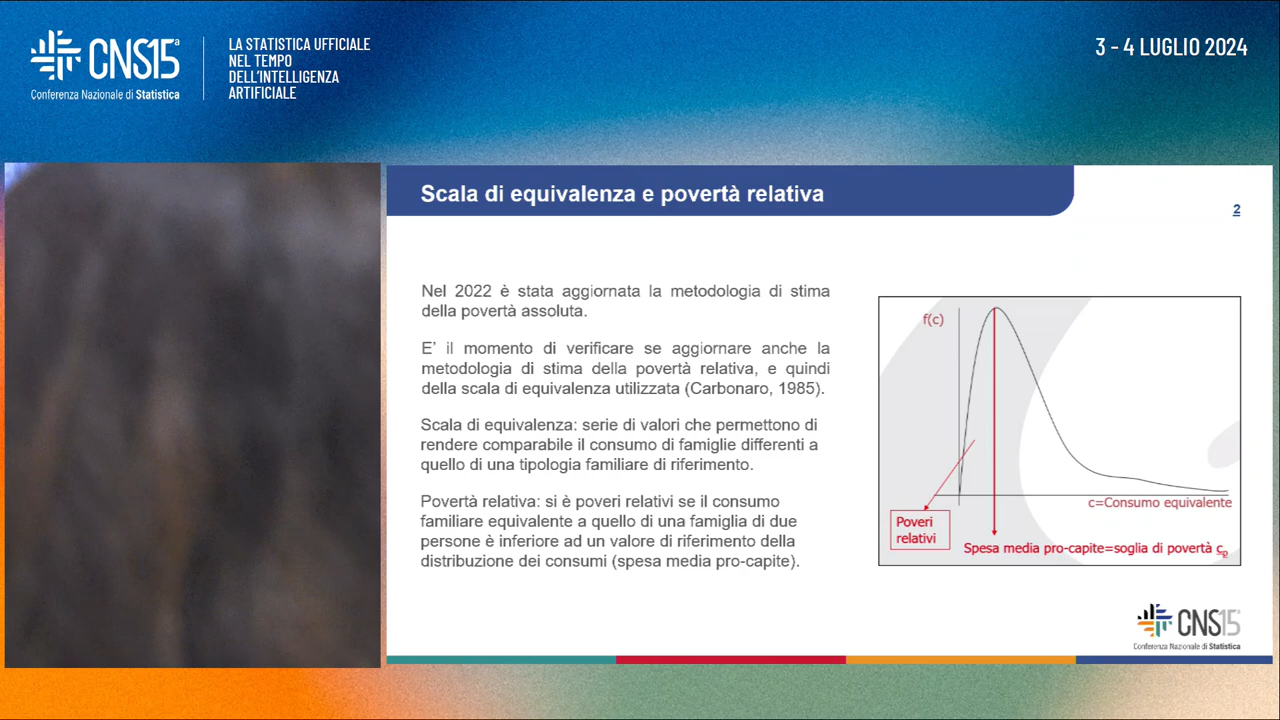 CNS15ª
Conferenza Nazionale di Statistica
LA STATISTICA UFFICIALE
NEL TEMPO
DELL'INTELLIGENZA
ARTIFICIALE
3 - 4 LUGLIO 2024
Scala di equivalenza e povertà relativa
2
Nel 2022 è stata aggiornata la metodologia di stima
della povertà assoluta.
E' il momento di verificare se aggiornare anche la
metodologia di stima della povertà relativa, e quindi
della scala di equivalenza utilizzata (Carbonaro, 1985).
Scala di equivalenza: serie di valori che permettono di
rendere comparabile il consumo di famiglie differenti a
quello di una tipologia familiare di riferimento.
Povertà relativa: si è poveri relativi se il consumo
familiare equivalente a quello di una famiglia di due
persone è inferiore ad un valore di riferimento della
distribuzione dei consumi (spesa media pro-capite).
f(c)
c=Consumo equivalente
Poveri
relativi
Spesa media pro-capite=soglia di povertà c₂
CNS15ª
Conferenza Nazionale di Statistica